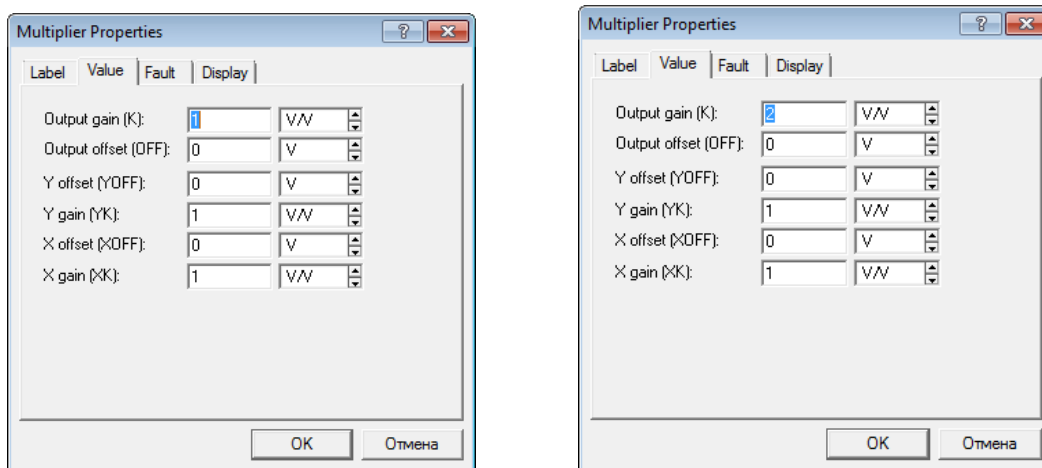 Multiplier Properties
Label Value Fault Display
Output gain (K): 1 V/V
Output offset (OFF): 0 V
Y offset (YOFF): 0 V
Y gain (YK): 1 V/V
X offset (XOFF): 0 V
X gain (XK): 1 V/V
OK Отмена
Multiplier Properties
Label Value Fault Display
Output gain (K): 2 V/V
Output offset (OFF): 0 V
Y offset (YOFF): 0 V
Y gain (YK): 1 V/V
X offset (XOFF): 0 V
X gain (XK): 1 V/V
OK Отмена